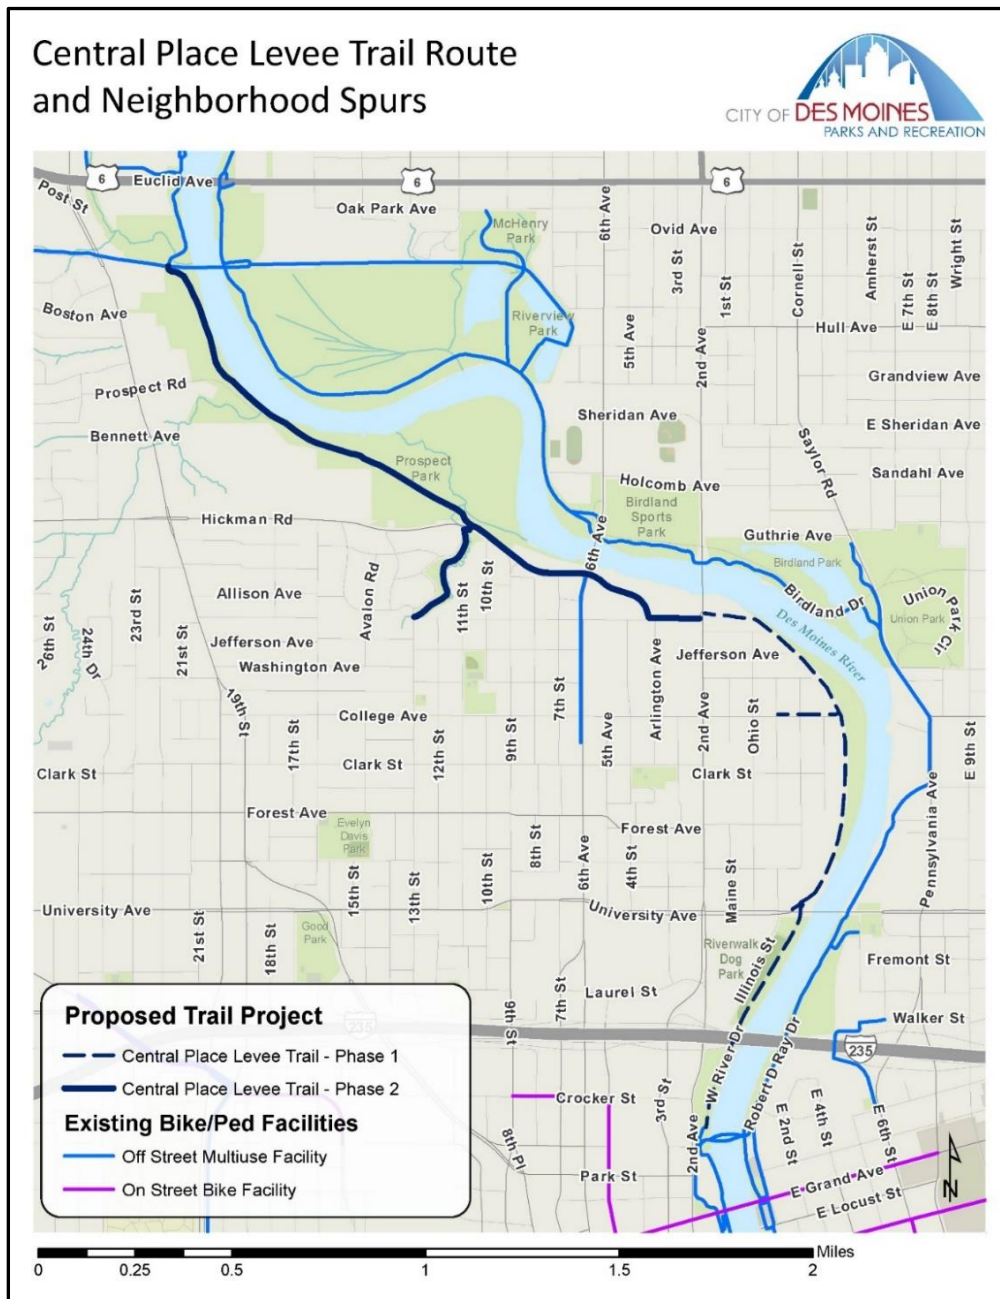 Central Place Levee Trail Route
and Neighborhood Spurs
CITY OF DES MOINES
PARKS AND RECREATION
6
Euclid Ave
6
6
Post St
Oak Park Ave
McHenry
Park
6th Ave
Ovid Ave
3rd St
1st St
Cornell St
Amherst St
E 7th St
E 8th St
Wright St
Boston Ave
Riverview
Park
5th Ave
2nd Ave
Hull Ave
Prospect Rd
Grandview Ave
Bennett Ave
Sheridan Ave
E Sheridan Ave
Saylor Rd
Prospect
Park
Holcomb Ave
Sandahl Ave
Birdland
Sports
Park
Hickman Rd
6th Ave
Guthrie Ave
Birdland Park
Birdland Dr
Union Park Cir
Union Park
Des Moines River
Allison Ave
Avalon Rd
11th St
10th St
29th St
24th Dr
23rd St
21st St
Jefferson Ave
Washington Ave
Arlington Ave
Jefferson Ave
19th St
17th St
College Ave
12th St
9th St
7th St
5th Ave
2nd Ave
Ohio St
E 9th St
Clark St
Clark St
Clark St
Pennsylvania Ave
Forest Ave
Forest Ave
Evelyn
Davis
Park
8th St
6th Ave
4th St
15th St
13th St
10th St
Maine St
University Ave
University Ave
21st St
18th St
Good
Park
Riverwalk
Dog
Park
Illinois St
Fremont St
Laurel St
7th St
9th St
W River Dr
Robert D Ray Dr
Walker St
235
235
Proposed Trail Project
Central Place Levee Trail - Phase 1
Central Place Levee Trail - Phase 2
Existing Bike/Ped Facilities
Off Street Multiuse Facility
On Street Bike Facility
Crocker St
3rd St
8th Pl
Park St
2nd Ave
E 2nd St
E 4th St
E 6th St
E Grand Ave
E Locust St
N
Miles
0 0.25 0.5 1 1.5 2